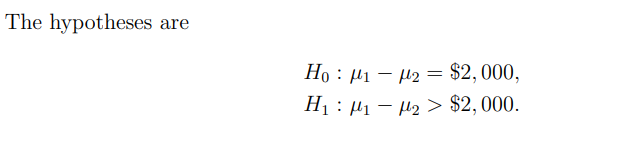 The hypotheses are
H₀ : μ₁ − μ₂ = $2,000,
H₁ : μ₁ − μ₂ > $2,000.